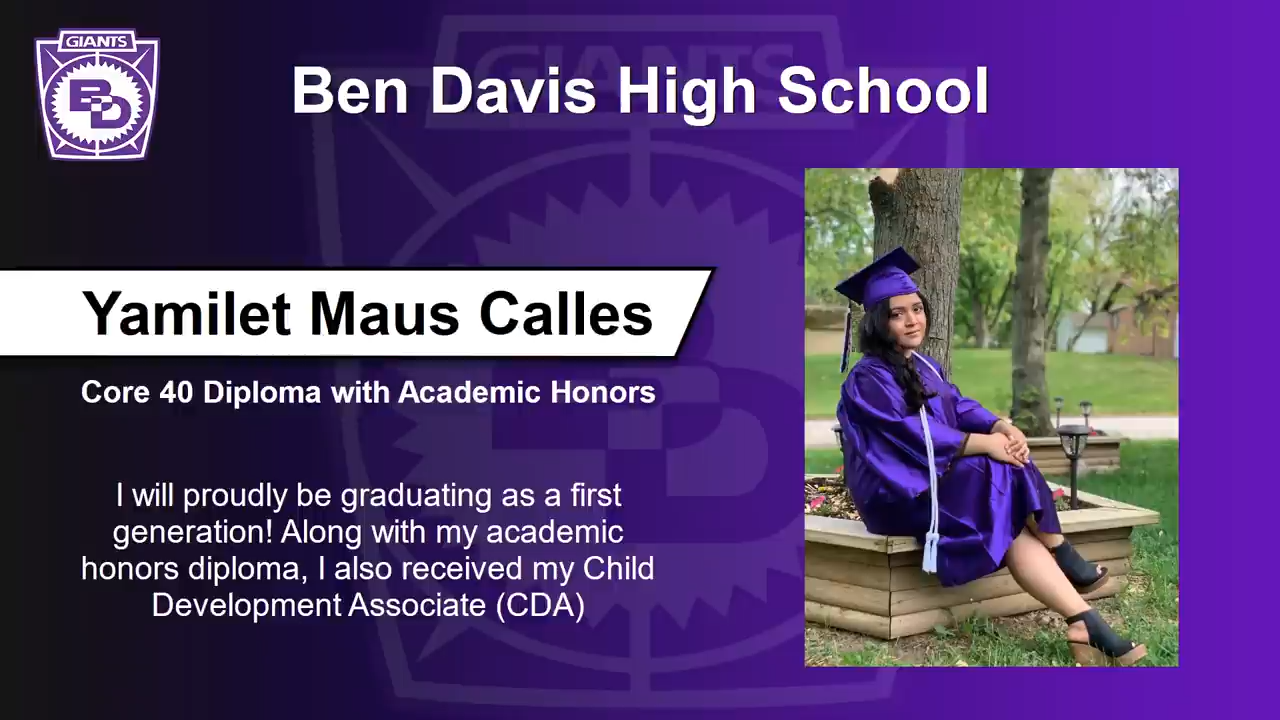 GIANTS
BD
GIANTS
Ben Davis High School
Yamilet Maus Calles
Core 40 Diploma with Academic Honors
I will proudly be graduating as a first
generation! Along with my academic
honors diploma, I also received my Child
Development Associate (CDA)